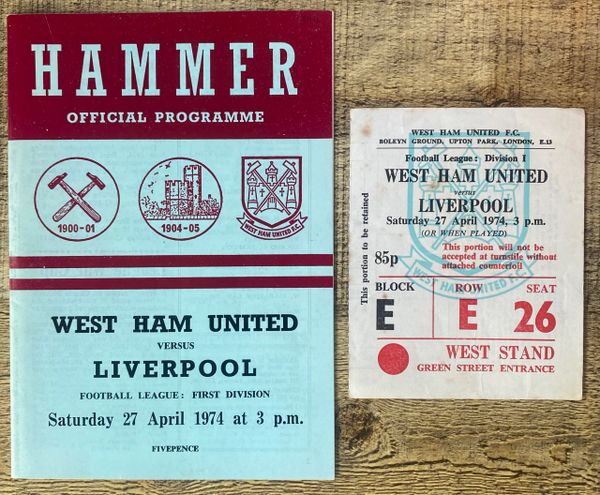 HAMMER
OFFICIAL PROGRAMME
1900-01
1904-05
WEST HAM UNITED F.C.
WEST HAM UNITED
VERSUS
LIVERPOOL
FOOTBALL LEAGUE: FIRST DIVISION
Saturday 27 April 1974 at 3 p.m.
FIVEPENCE
WEST HAM UNITED F.C.
BOLEYN GROUND, UPTON PARK, LONDON, E.13
Football League: Division I
WEST HAM UNITED
versus
LIVERPOOL
Saturday 27 April 1974, 3 p.m.
(OR WHEN PLAYED)
85p
This portion will not be
accepted at turnstile without
attached counterfoil
WEST HAM UNITED F.C.
This portion to be retained
BLOCK ROW SEAT
E E 26
WEST STAND
GREEN STREET ENTRANCE